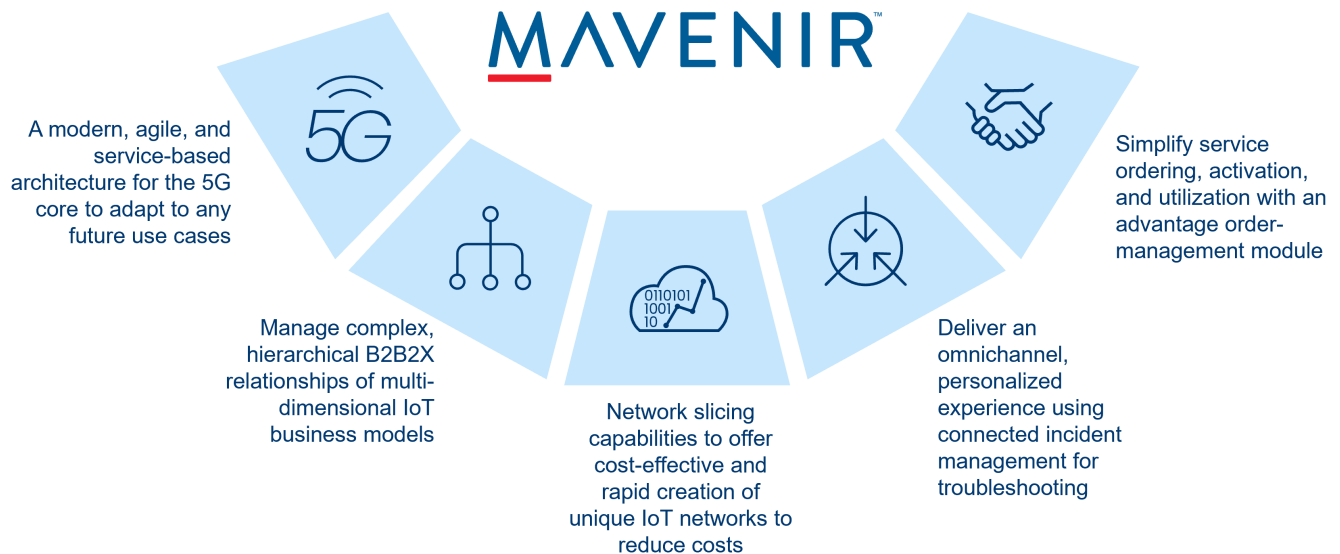 MAVENIR™
5G
A modern, agile, and
service-based
architecture for the 5G
core to adapt to any
future use cases
Manage complex,
hierarchical B2B2X
relationships of multi-
dimensional IoT
business models
0110101
1001
10
Network slicing
capabilities to offer
cost-effective and
rapid creation of
unique IoT networks to
reduce costs
Deliver an
omnichannel,
personalized
experience using
connected incident
management for
troubleshooting
Simplify service
ordering, activation,
and utilization with an
advantage order-
management module